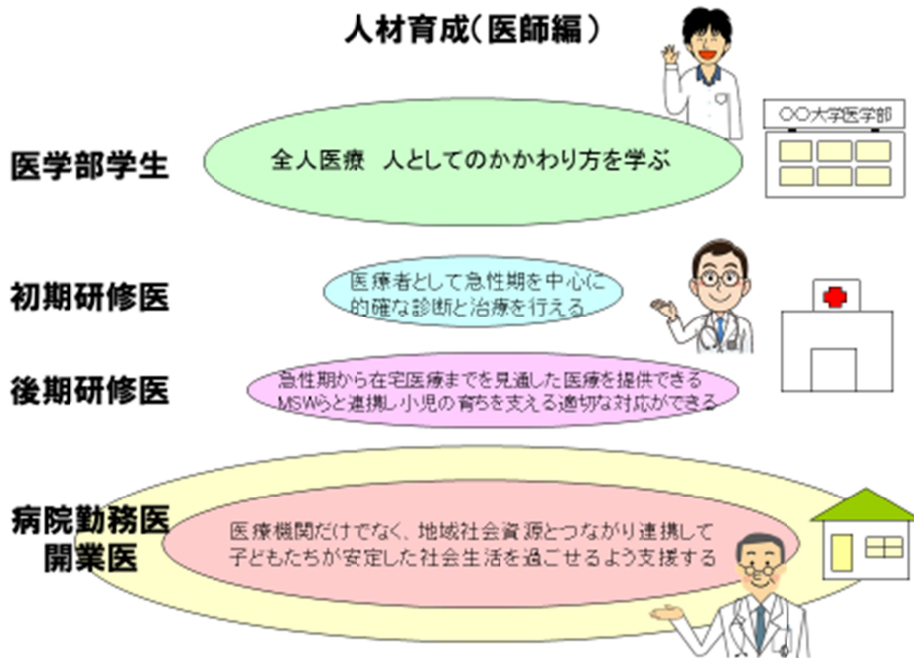 人材育成(医師編)
〇〇大学医学部
医学部学生
全人医療 人としてのかかわり方を学ぶ
初期研修医
医療者として急性期を中心に
的確な診断と治療を行える
後期研修医
急性期から在宅医療までを見通した医療を提供できる
MSWらと連携し小児の育ちを支える適切な対応ができる
病院勤務医
開業医
医療機関だけでなく、地域社会資源とつながり連携して
子どもたちが安定した社会生活を過ごせるよう支援する